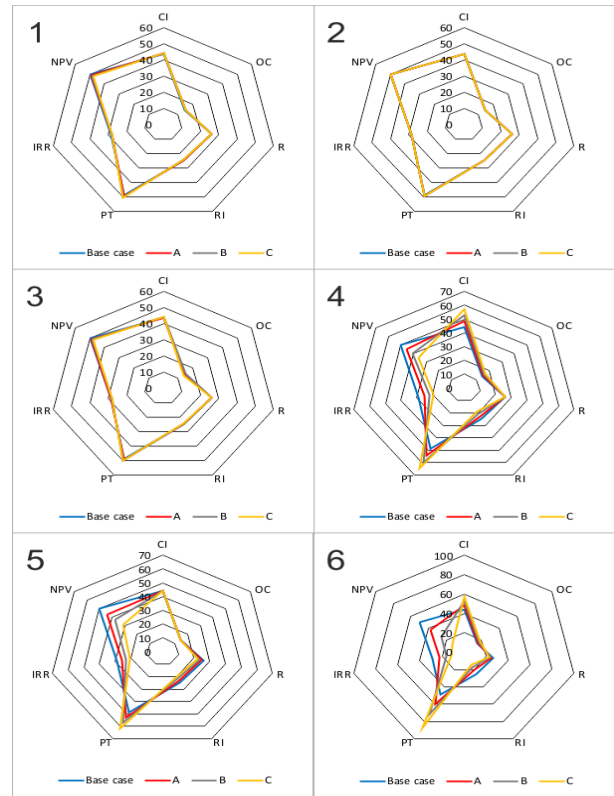 1
CI
60
50
40
30
20
10
0
NPV
OC
IRR
R
PT
RI
Base case A B C
2
CI
60
50
40
30
20
10
0
NPV
OC
IRR
R
PT
RI
Base case A B C
3
CI
60
50
40
30
20
10
0
NPV
OC
IRR
R
PT
RI
Base case A B C
4
CI
70
60
50
40
30
20
10
0
NPV
OC
IRR
R
PT
RI
Base case A B C
5
CI
70
60
50
40
30
20
10
0
NPV
OC
IRR
R
PT
RI
Base case A B C
6
CI
100
80
60
40
20
0
NPV
OC
IRR
R
PT
RI
Base case A B C